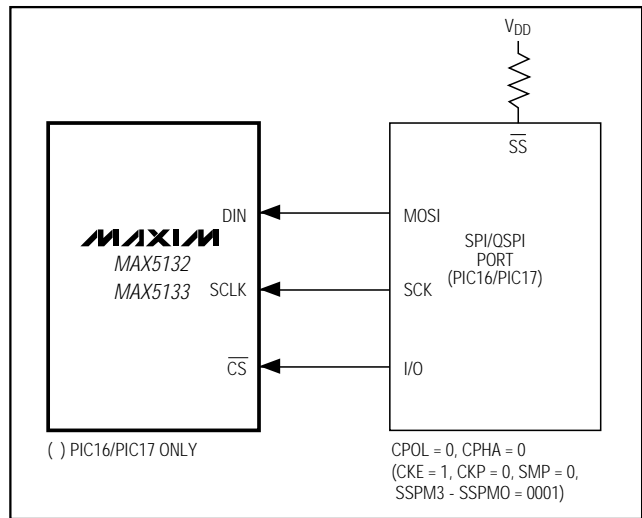 VDD
SS
DIN
MOSI
MAXIM
MAX5132
MAX5133
SPI/QSPI
PORT
(PIC16/PIC17)
SCLK
SCK
CS
I/O
( ) PIC16/PIC17 ONLY
CPOL = 0, CPHA = 0
(CKE = 1, CKP = 0, SMP = 0,
SSPM3 - SSPMO = 0001)